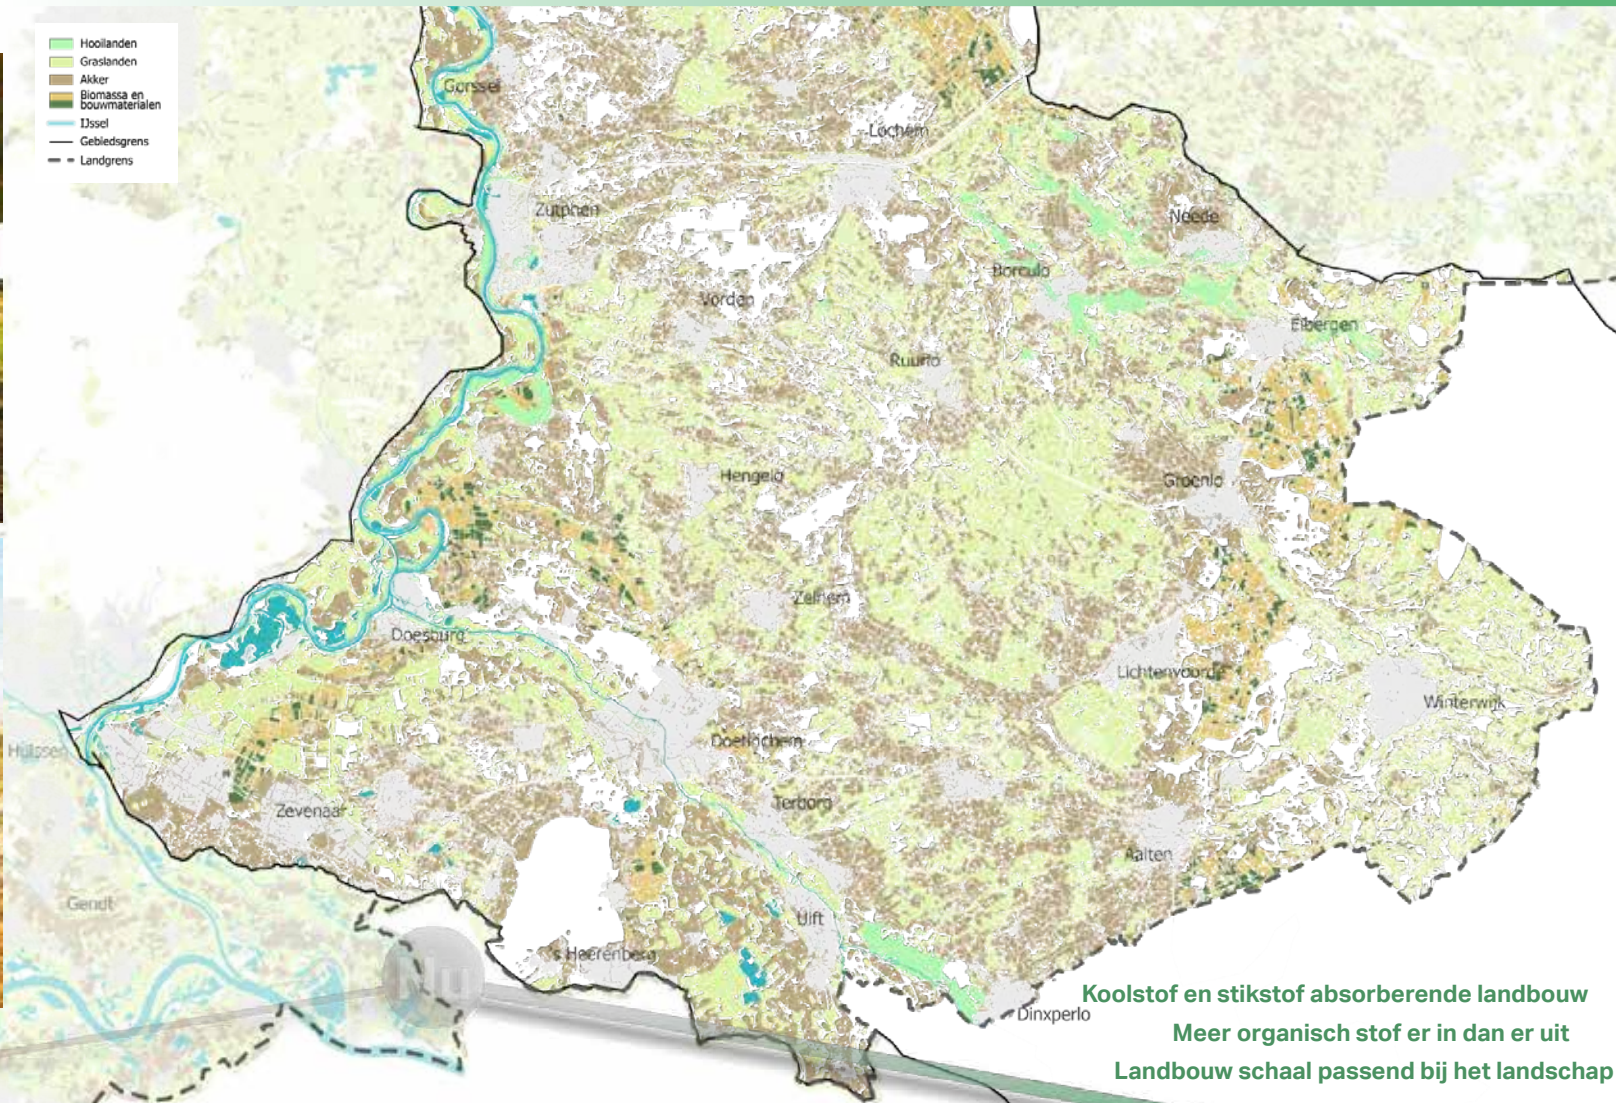 Hooilanden
Graslanden
Akker
Biomassa en
bouwmaterialen
IJssel
Gebiedsgrens
Landgrens
Gorssel
Lochem
Zutphen
Neede
Borculo
Vorden
Eibergen
Ruurlo
Hengelo
Groenlo
Zelhem
Doesburg
Lichtenvoorde
Winterwijk
Huissen
Doetinchem
Terborg
Zevenaar
Aalten
Gendt
Ulft
's Heerenberg
Nu
Dinxperlo
Koolstof en stikstof absorberende landbouw
Meer organisch stof er in dan er uit
Landbouw schaal passend bij het landschap